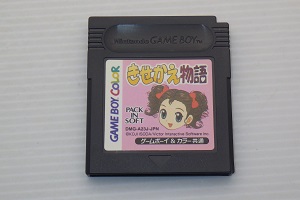 Nintendo GAME BOY
GAME BOY COLOR
きせかえ物語
PACK
IN
SOFT
DMG-AZ3J-JPN
ゲームボーイ & カラー 共通